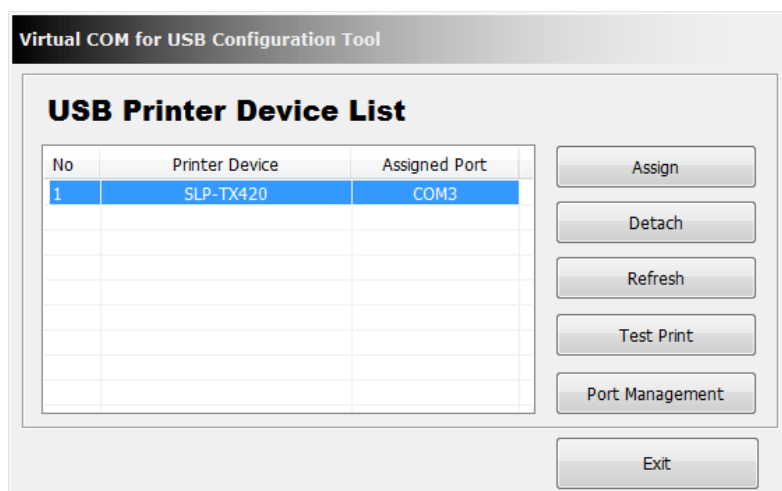 Virtual COM for USB Configuration Tool
USB Printer Device List
No Printer Device Assigned Port
1 SLP-TX420 COM3
Assign
Detach
Refresh
Test Print
Port Management
Exit